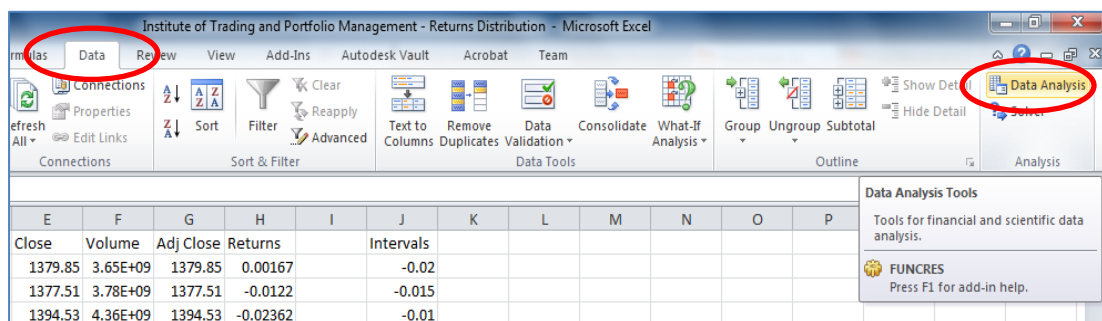 Institute of Trading and Portfolio Management - Returns Distribution - Microsoft Excel
rmulas Data Review View Add-Ins Autodesk Vault Acrobat Team
Connections Clear Show Detail Data Analysis
Properties Reapply Hide Detail Solver
efresh All Edit Links Sort Filter Advanced Text to Columns Remove Duplicates Data Validation Consolidate What-If Analysis Group Ungroup Subtotal
Connections Sort & Filter Data Tools Outline Analysis
Data Analysis Tools
Tools for financial and scientific data
analysis.
FUNCRES
Press F1 for add-in help.
E F G H I J K L M N O P
Close Volume Adj Close Returns Intervals
1379.85 3.65E+09 1379.85 0.00167 -0.02
1377.51 3.78E+09 1377.51 -0.0122 -0.015
1394.53 4.36E+09 1394.53 -0.02362 -0.01